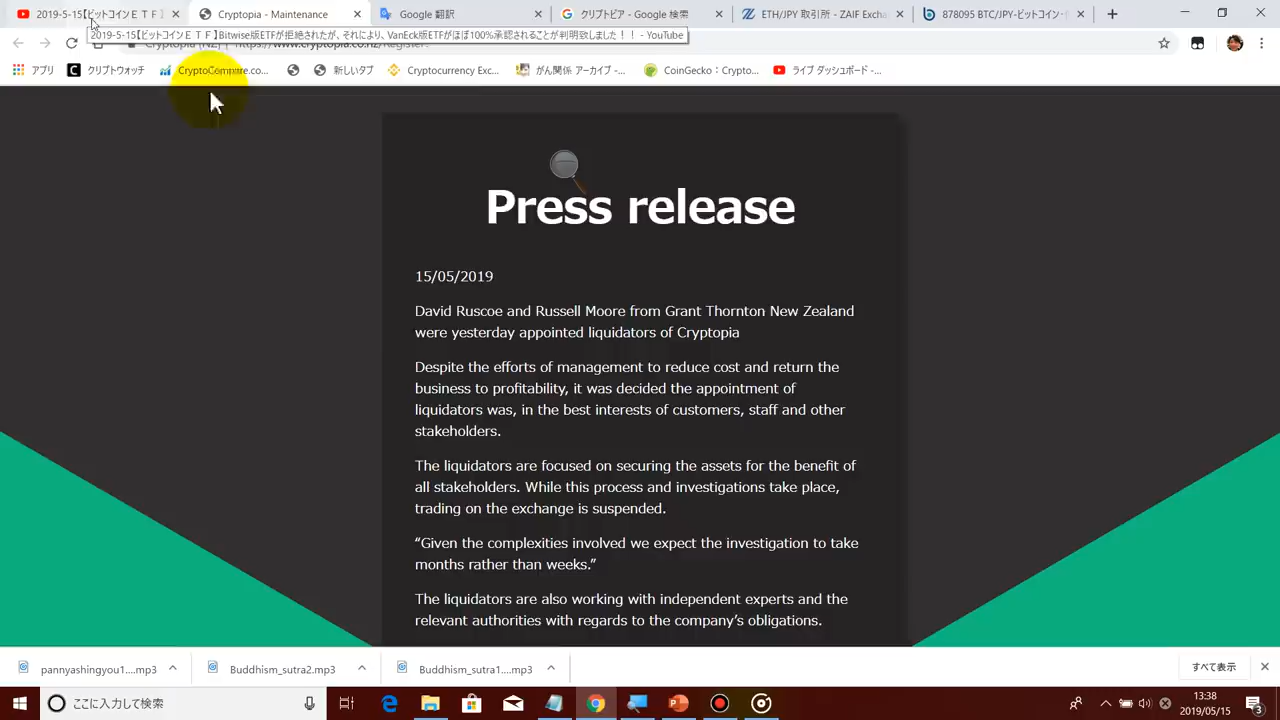 2019-5-15【ビットコインＥＴＦ】
Cryptopia - Maintenance
Google 翻訳
クリプトピア - Google 検索
ETH/JPY 取引所 - ZAIF Exch
878095 BTC/JPY-ビットコイン・
2019-5-15【ビットコインＥＴＦ】Bitwise版ETFが拒絶されたが、それにより、VanEck版ETFがほぼ100%承認されることが判明致しました！！ - YouTube
アプリ
クリプトウォッチ
CryptoCompare.co...
新しいタブ
Cryptocurrency Exc...
がん関係 アーカイブ -...
CoinGecko：Crypto...
ライブ ダッシュボード -...
Press release
15/05/2019
David Ruscoe and Russell Moore from Grant Thornton New Zealand
were yesterday appointed liquidators of Cryptopia
Despite the efforts of management to reduce cost and return the
business to profitability, it was decided the appointment of
liquidators was, in the best interests of customers, staff and other
stakeholders.
The liquidators are focused on securing the assets for the benefit of
all stakeholders. While this process and investigations take place,
trading on the exchange is suspended.
“Given the complexities involved we expect the investigation to take
months rather than weeks.”
The liquidators are also working with independent experts and the
relevant authorities with regards to the company’s obligations.
pannyashingyou1....mp3
Buddhism_sutra2.mp3
Buddhism_sutra1....mp3
すべて表示
ここに入力して検索
13:38
2019/05/15
3